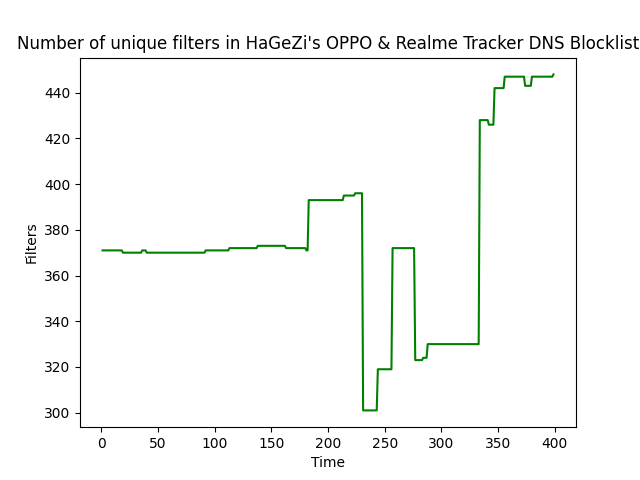 Number of unique filters in HaGeZi's OPPO & Realme Tracker DNS Blocklist
440
420
400
380
360
340
320
300
Filters
0 50 100 150 200 250 300 350 400
Time